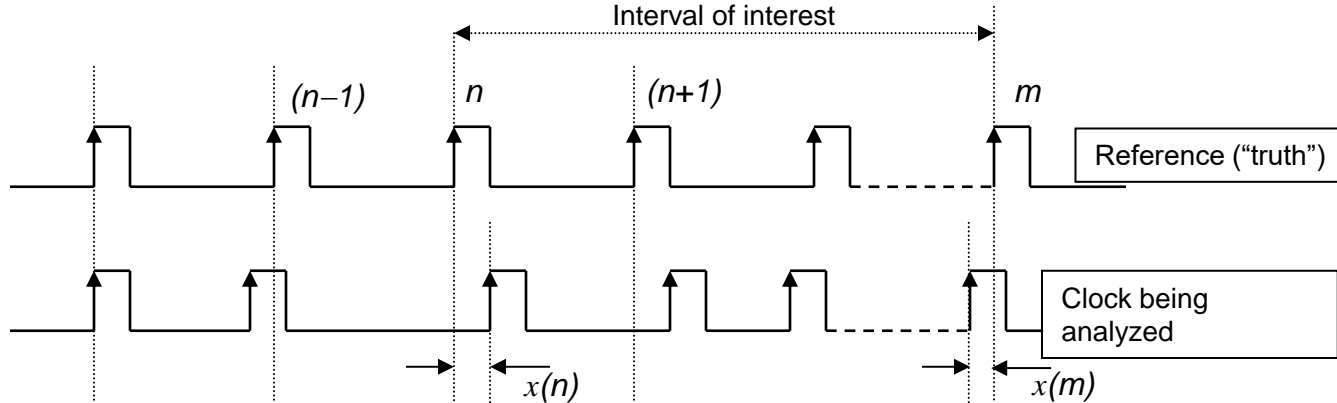 Interval of interest
(n−1)
n
(n+1)
m
Reference (“truth”)
Clock being
analyzed
x(n)
x(m)